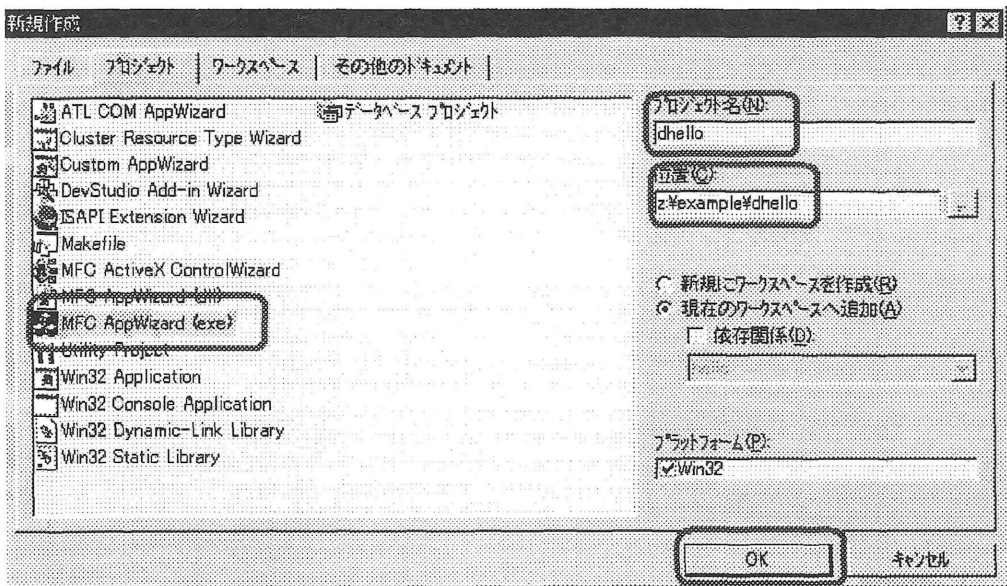 新規作成
ファイル
プロジェクト
ワークスペース
その他のドキュメント
ATL COM AppWizard
Cluster Resource Type Wizard
Custom AppWizard
DevStudio Add-in Wizard
ISAPI Extension Wizard
Makefile
MFC ActiveX ControlWizard
MFC AppWizard (dll)
MFC AppWizard (exe)
Utility Project
Win32 Application
Win32 Console Application
Win32 Dynamic-Link Library
Win32 Static Library
データベース プロジェクト
プロジェクト名(N):
dhello
位置(C):
z:¥example¥dhello
...
新規にワークスペースを作成(R)
現在のワークスペースへ追加(A)
依存関係(D):
プラットフォーム(P):
Win32
OK
キャンセル